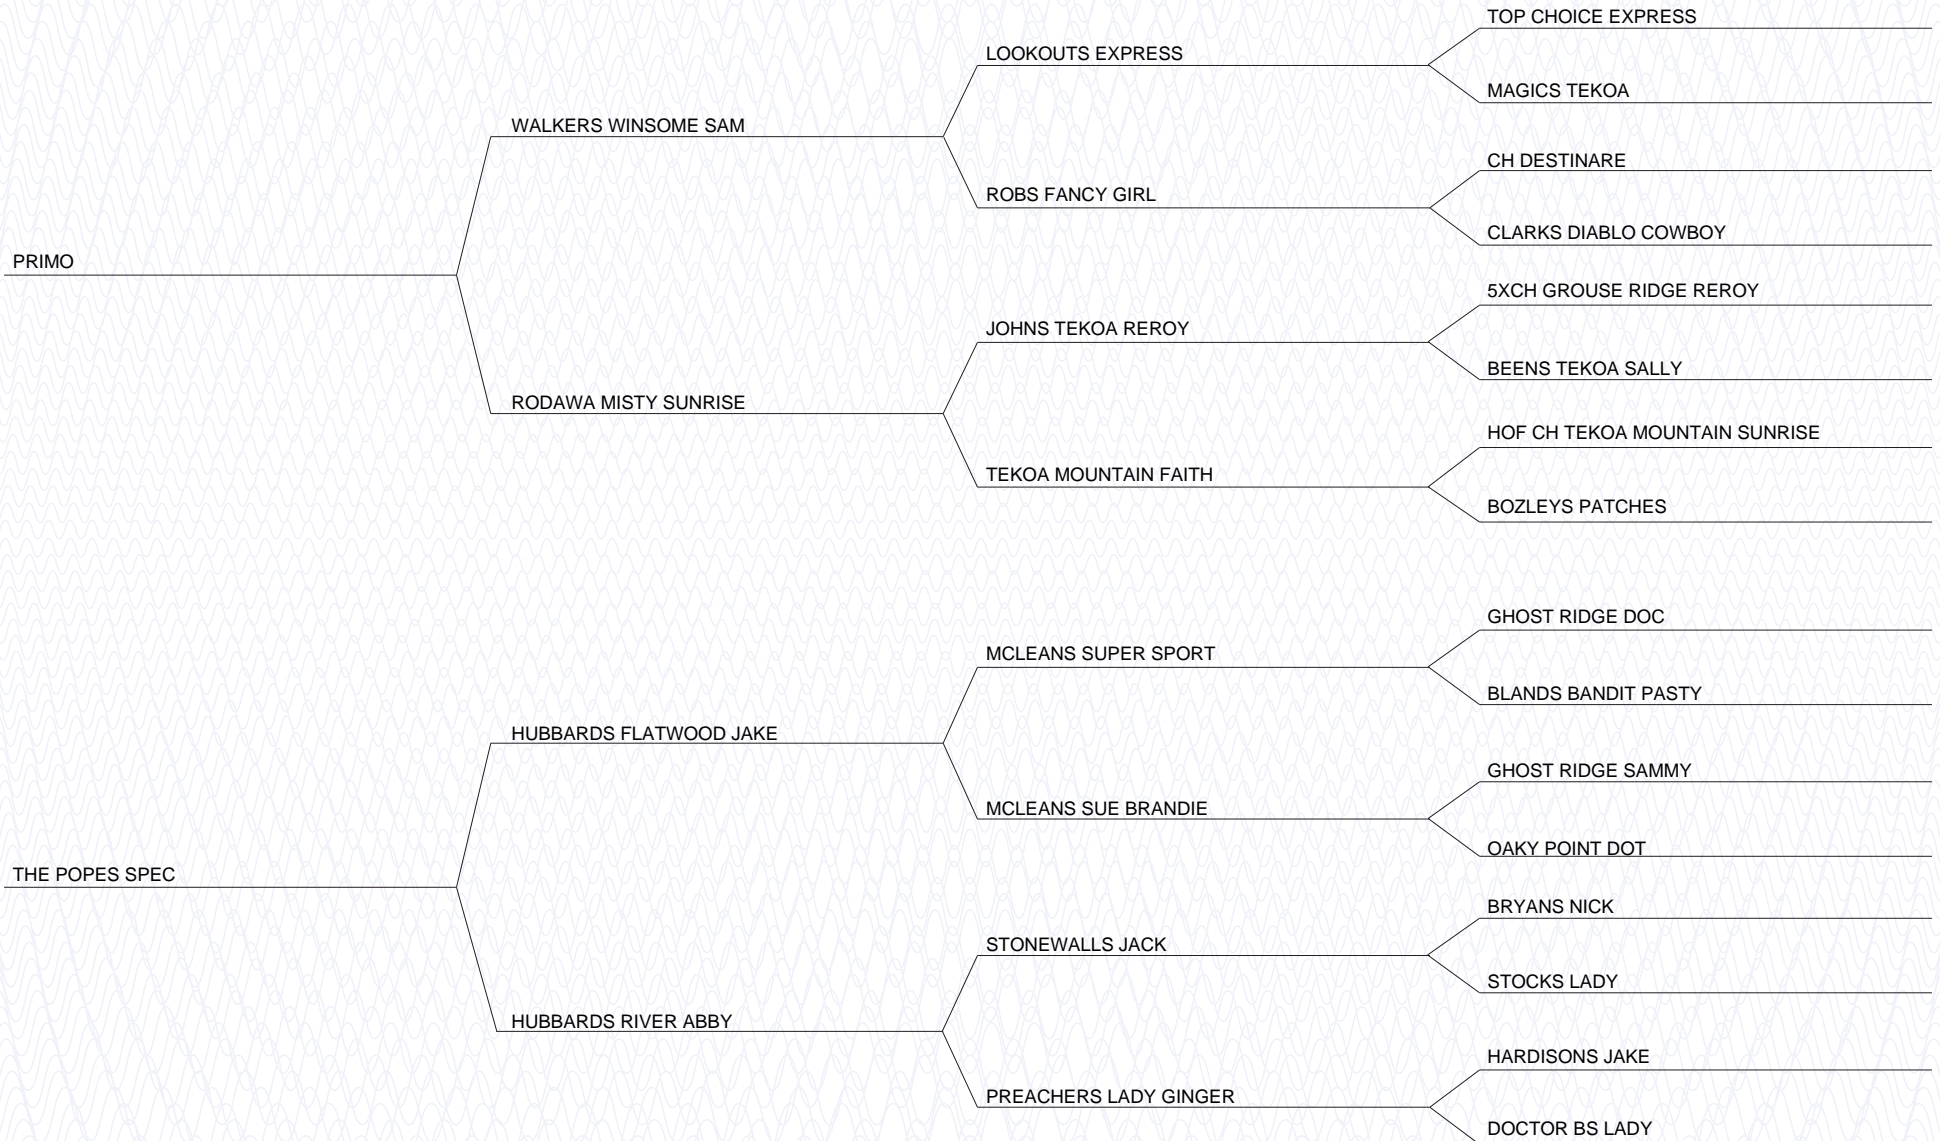 TOP CHOICE EXPRESS
LOOKOUTS EXPRESS
MAGICS TEKOA
WALKERS WINSOME SAM
CH DESTINARE
ROBS FANCY GIRL
CLARKS DIABLO COWBOY
PRIMO
5XCH GROUSE RIDGE REROY
JOHNS TEKOA REROY
BEENS TEKOA SALLY
RODAWA MISTY SUNRISE
HOF CH TEKOA MOUNTAIN SUNRISE
TEKOA MOUNTAIN FAITH
BOZLEYS PATCHES
GHOST RIDGE DOC
MCLEANS SUPER SPORT
BLANDS BANDIT PASTY
HUBBARDS FLATWOOD JAKE
GHOST RIDGE SAMMY
MCLEANS SUE BRANDIE
OAKY POINT DOT
THE POPES SPEC
BRYANS NICK
STONEWALLS JACK
STOCKS LADY
HUBBARDS RIVER ABBY
HARDISONS JAKE
PREACHERS LADY GINGER
DOCTOR BS LADY